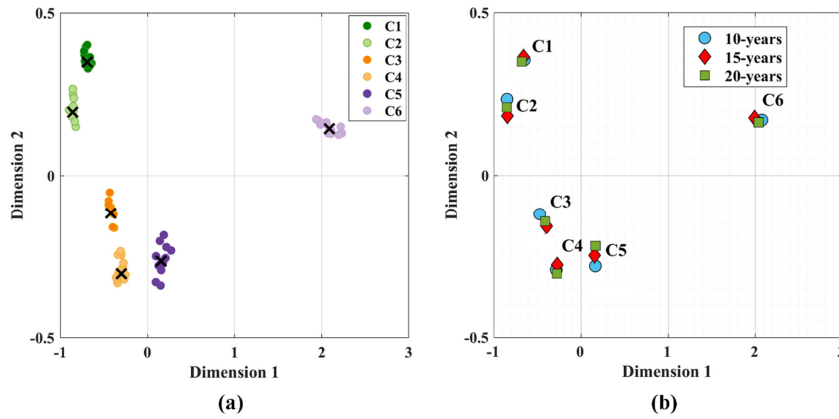 0.5
C1
C2
C3
C4
C5
C6
Dimension 2
0
-0.5
-1
0
1
2
3
Dimension 1
(a)
0.5
10-years
15-years
20-years
C1
C2
C3
C4
C5
C6
Dimension 2
0
-0.5
-1
0
1
2
3
Dimension 1
(b)